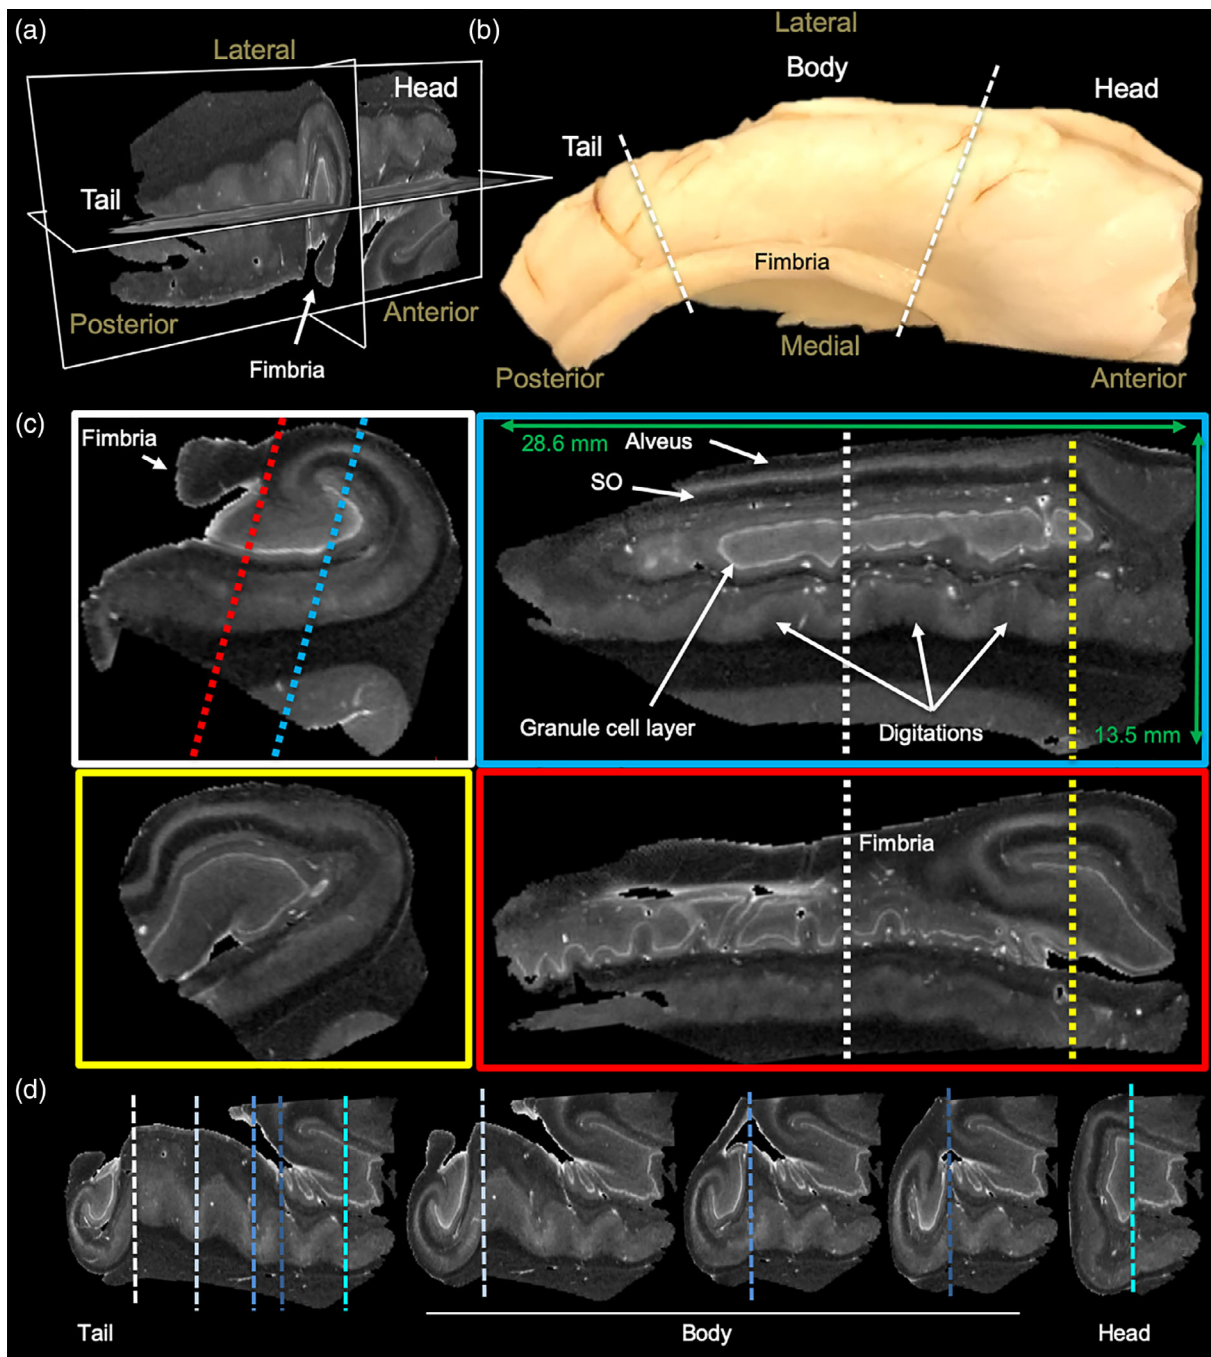 (a)
Lateral
Head
Tail
Posterior
Anterior
Fimbria
(b)
Lateral
Body
Head
Tail
Fimbria
Medial
Posterior
Anterior
(c)
Fimbria
28.6 mm
Alveus
SO
Granule cell layer
Digitations
13.5 mm
Fimbria
(d)
Tail
Body
Head